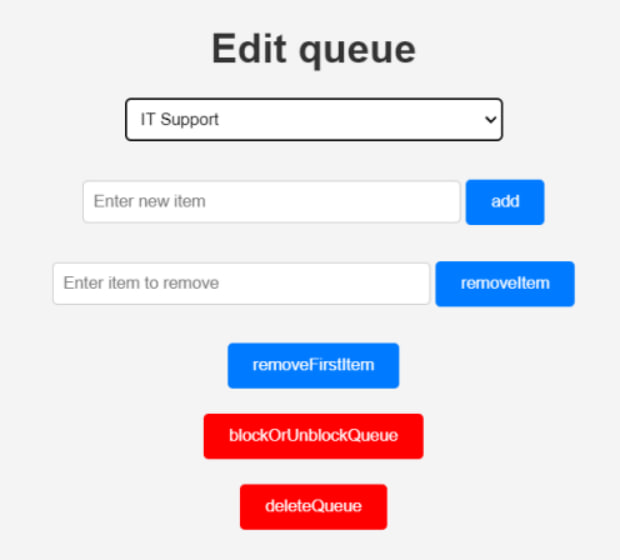 Edit queue
IT Support
Enter new item
add
Enter item to remove
removeItem
removeFirstItem
blockOrUnblockQueue
deleteQueue